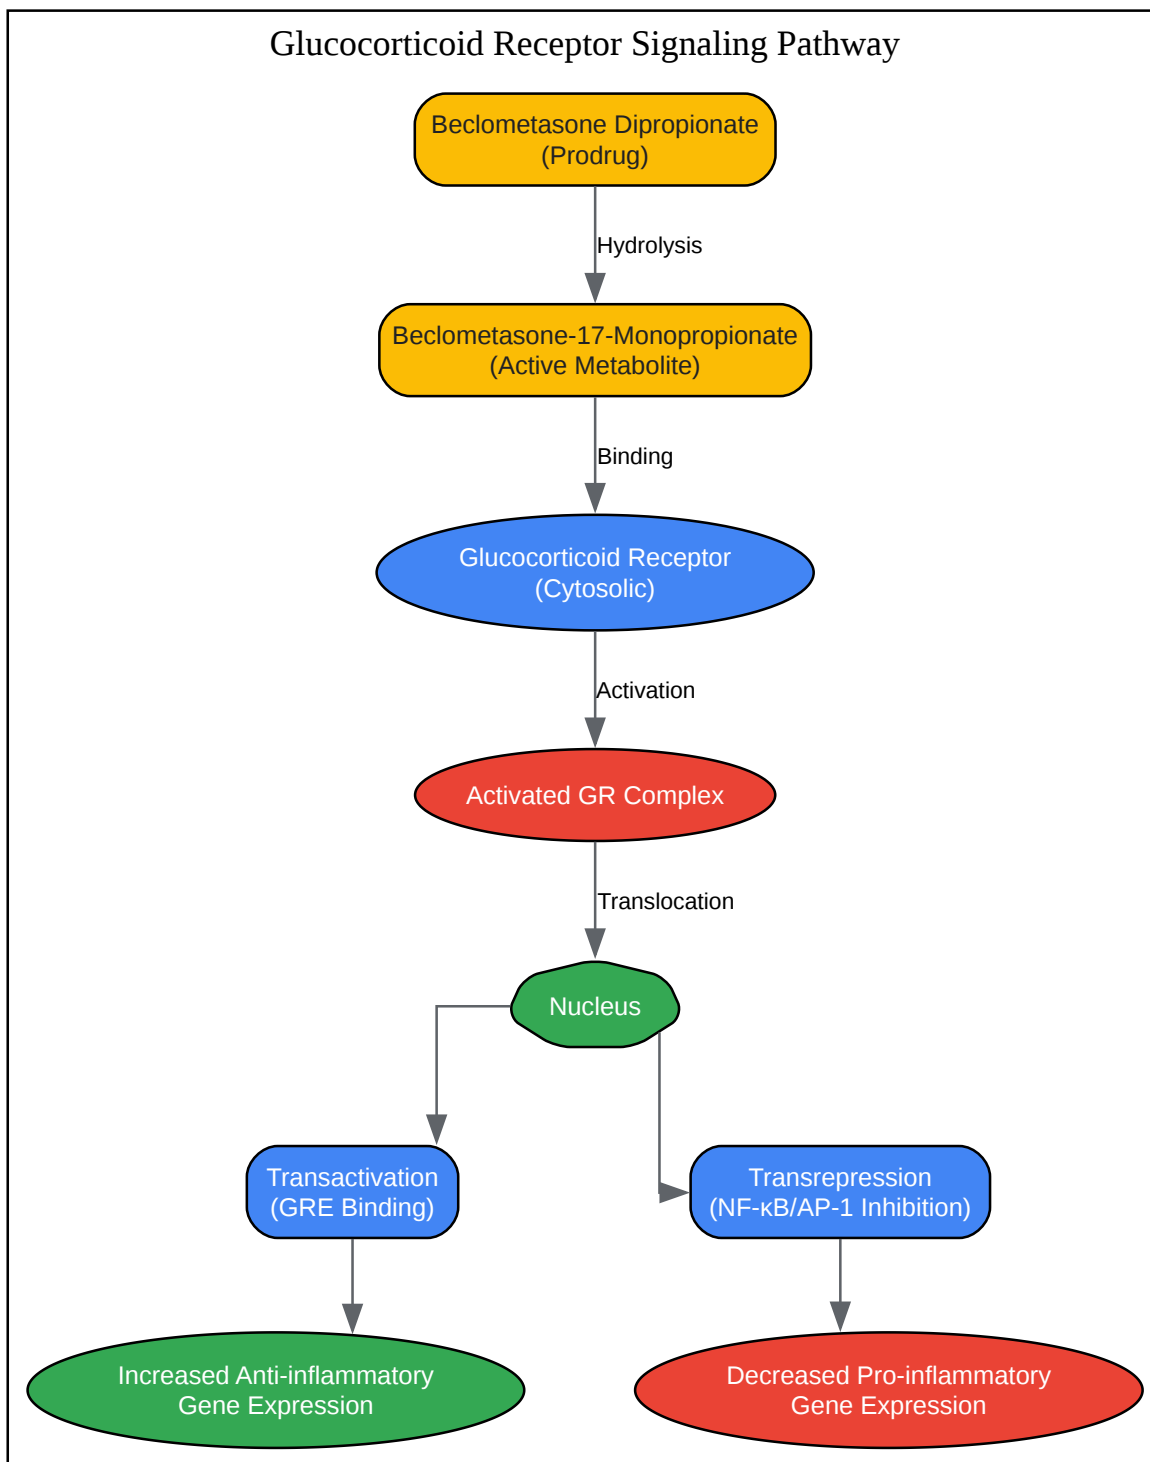 Glucocorticoid Receptor Signaling Pathway
Beclometasone Dipropionate
(Prodrug)
Hydrolysis
Beclometasone-17-Monopropionate
(Active Metabolite)
Binding
Glucocorticoid Receptor
(Cytosolic)
Activation
Activated GR Complex
Translocation
Nucleus
Transactivation
(GRE Binding)
Transrepression
(NF-κB/AP-1 Inhibition)
Increased Anti-inflammatory
Gene Expression
Decreased Pro-inflammatory
Gene Expression